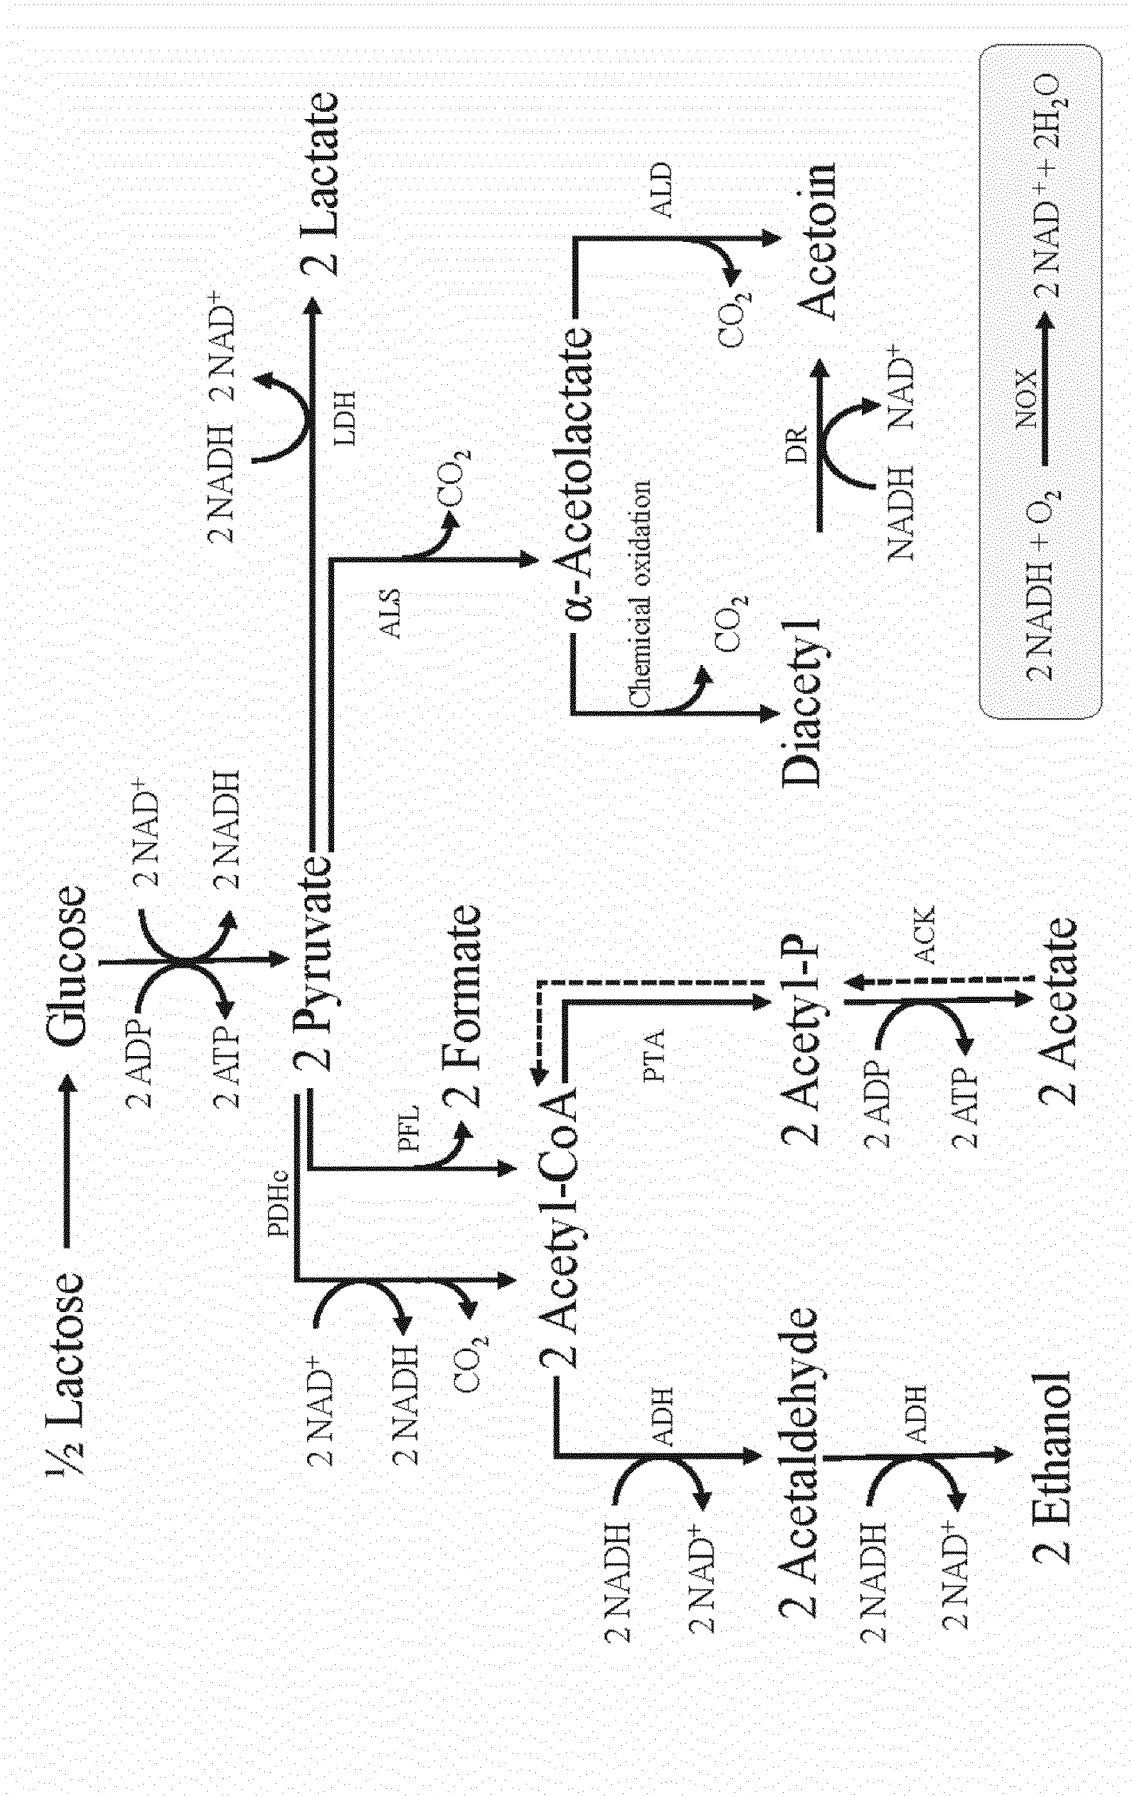 ½ Lactose
Glucose
2 ADP
2 NAD⁺
2 ATP
2 NADH
PDHc
2 Pyruvate
2 NADH
2 NAD⁺
LDH
2 Lactate
2 NAD⁺
2 NADH
CO₂
PFL
2 Formate
ALS
CO₂
2 Acetyl-CoA
α-Acetolactate
2 NADH
ADH
2 NAD⁺
PTA
Chemicial oxidation
CO₂
ALD
CO₂
2 Acetaldehyde
2 Acetyl-P
Diacetyl
DR
Acetoin
NADH
NAD⁺
2 NADH
ADH
2 NAD⁺
2 ADP
ACK
2 ATP
2 Ethanol
2 Acetate
2 NADH + O₂
NOX
2 NAD⁺ + 2H₂O